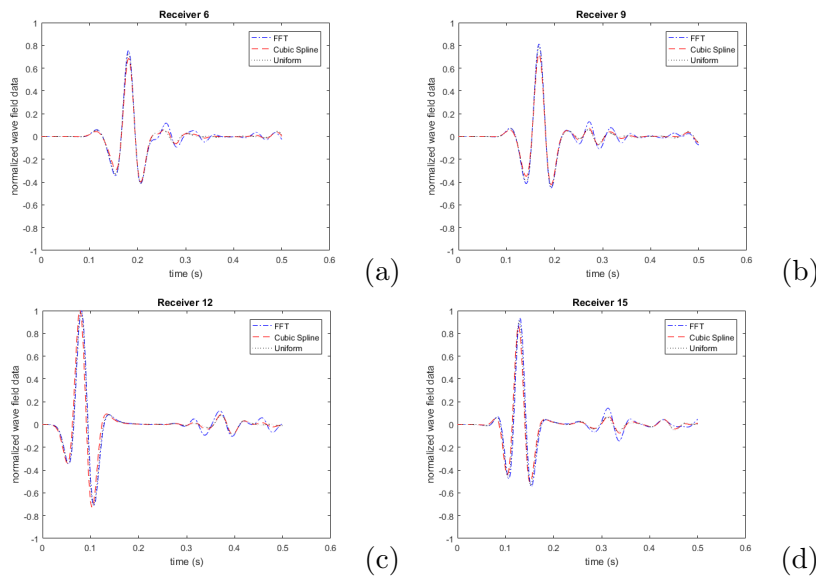 Receiver 6
normalized wave field data
1
0.8
0.6
0.4
0.2
0
-0.2
-0.4
-0.6
-0.8
-1
FFT
Cubic Spline
Uniform
0 0.1 0.2 0.3 0.4 0.5 0.6
time (s)
(a)
Receiver 9
normalized wave field data
1
0.8
0.6
0.4
0.2
0
-0.2
-0.4
-0.6
-0.8
-1
FFT
Cubic Spline
Uniform
0 0.1 0.2 0.3 0.4 0.5 0.6
time (s)
(b)
Receiver 12
normalized wave field data
1
0.8
0.6
0.4
0.2
0
-0.2
-0.4
-0.6
-0.8
-1
FFT
Cubic Spline
Uniform
0 0.1 0.2 0.3 0.4 0.5 0.6
time (s)
(c)
Receiver 15
normalized wave field data
1
0.8
0.6
0.4
0.2
0
-0.2
-0.4
-0.6
-0.8
-1
FFT
Cubic Spline
Uniform
0 0.1 0.2 0.3 0.4 0.5 0.6
time (s)
(d)